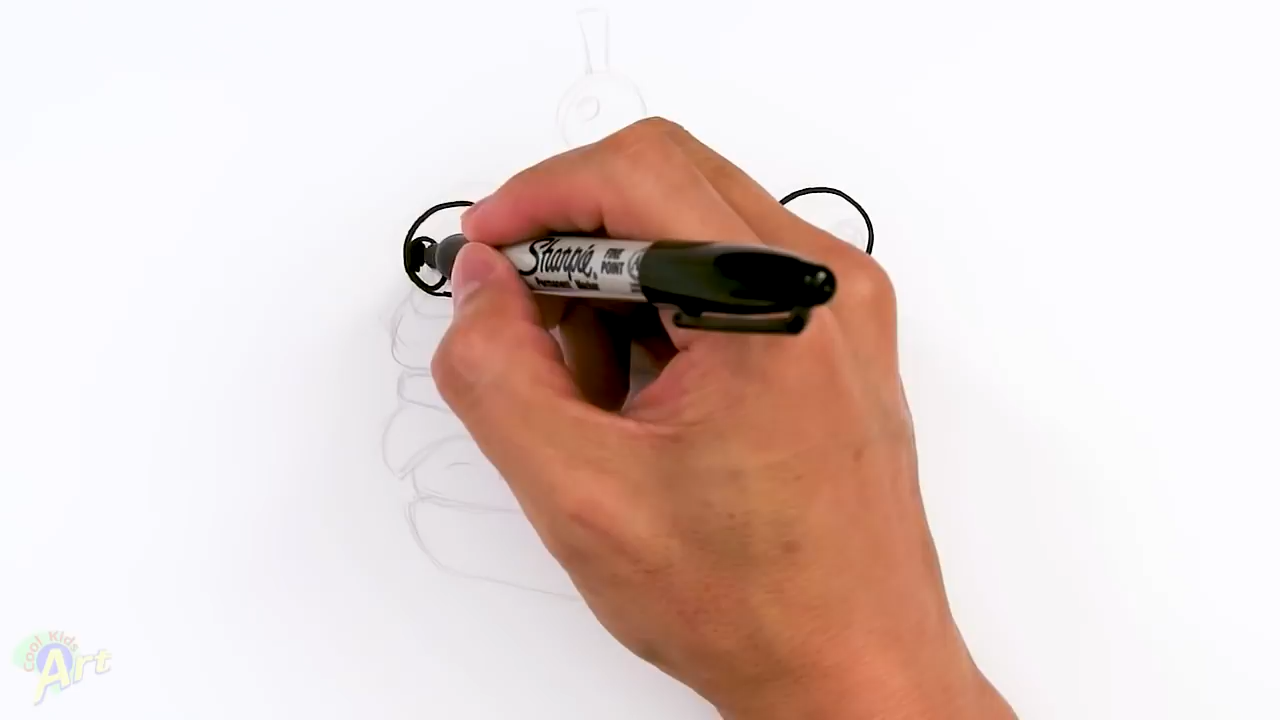 Sharpie
FINE
POINT
Permanent Marker
Cool Kids
Art